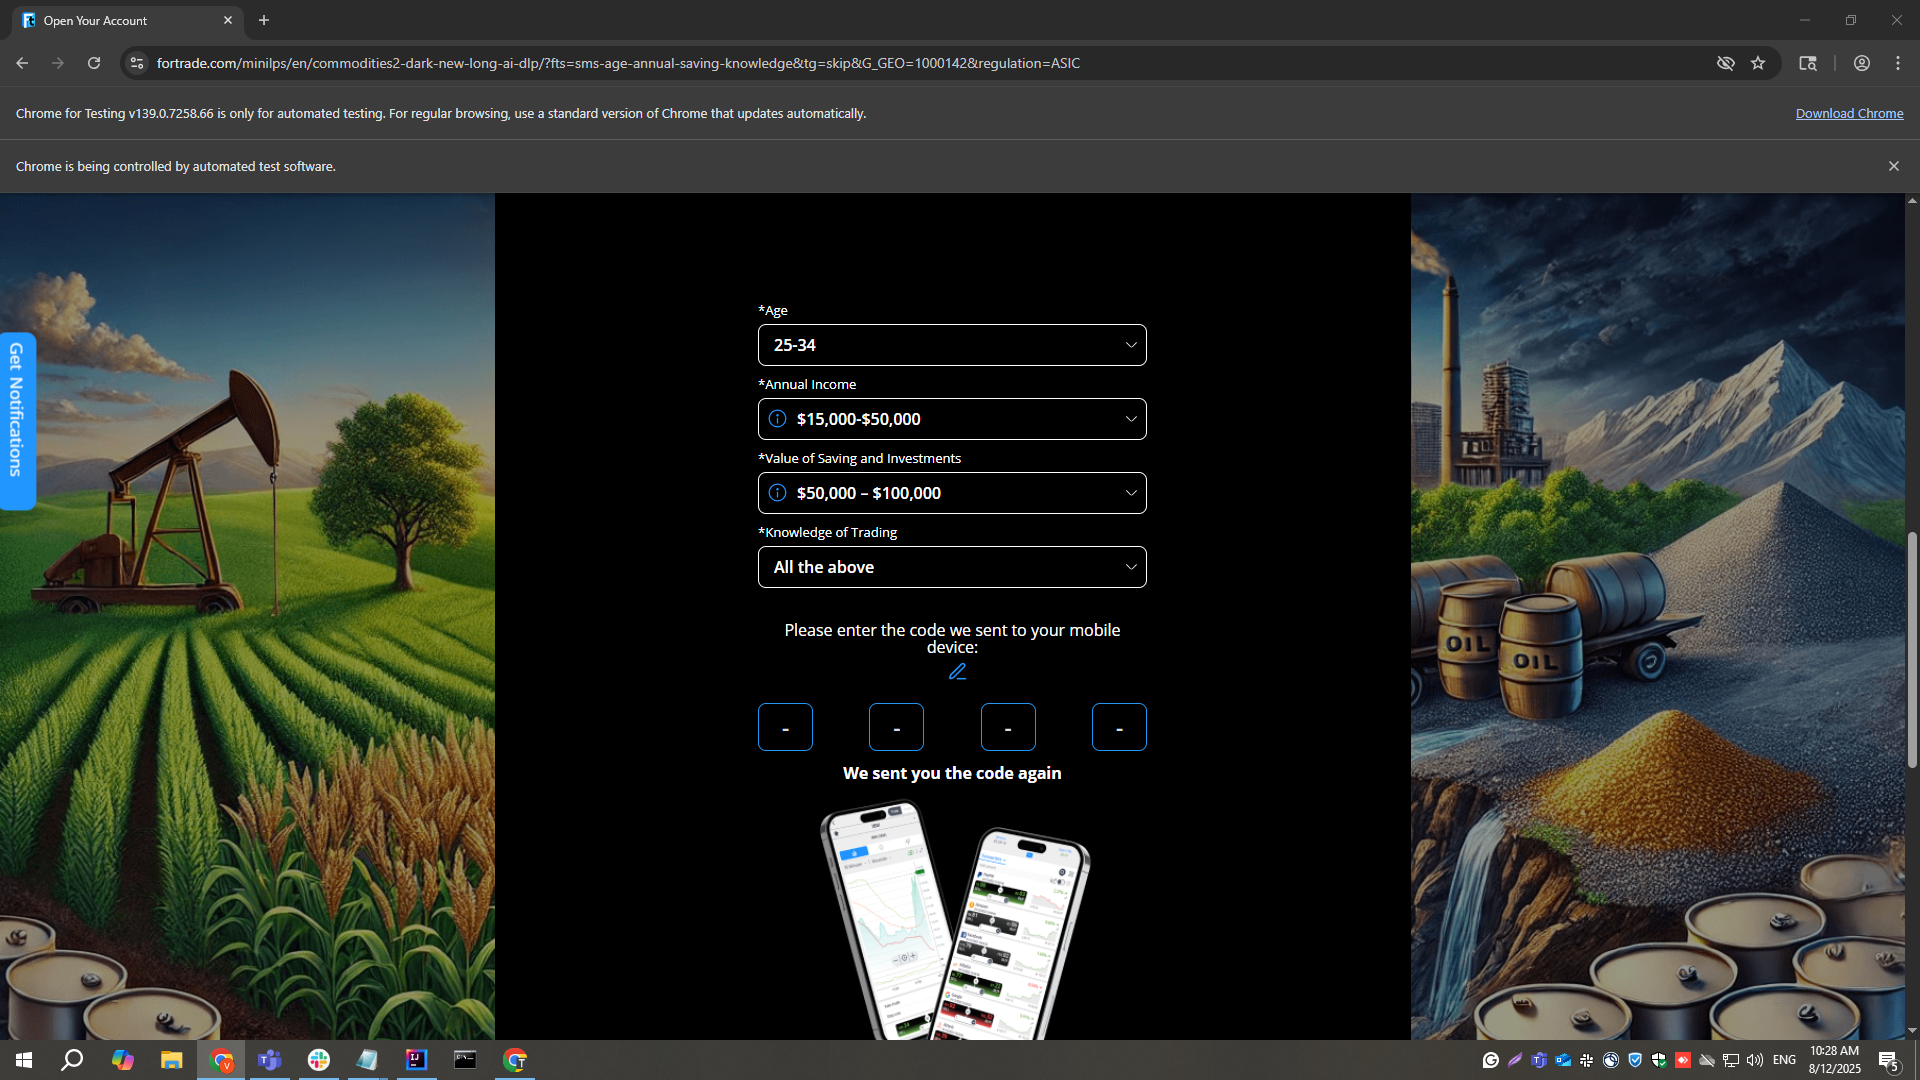 Open Your Account
fortrade.com/minilps/en/commodities2-dark-new-long-ai-dlp/?fts=sms-age-annual-saving-knowledge&tg=skip&G_GEO=1000142&regulation=ASIC
Chrome for Testing v139.0.7258.66 is only for automated testing. For regular browsing, use a standard version of Chrome that updates automatically.
Download Chrome
Chrome is being controlled by automated test software.
Get Notifications
*Age
25-34
*Annual Income
$15,000-$50,000
*Value of Saving and Investments
$50,000 – $100,000
*Knowledge of Trading
All the above
Please enter the code we sent to your mobile
device:
- - - -
We sent you the code again
OIL
OIL
ENG
10:28 AM
8/12/2025
5